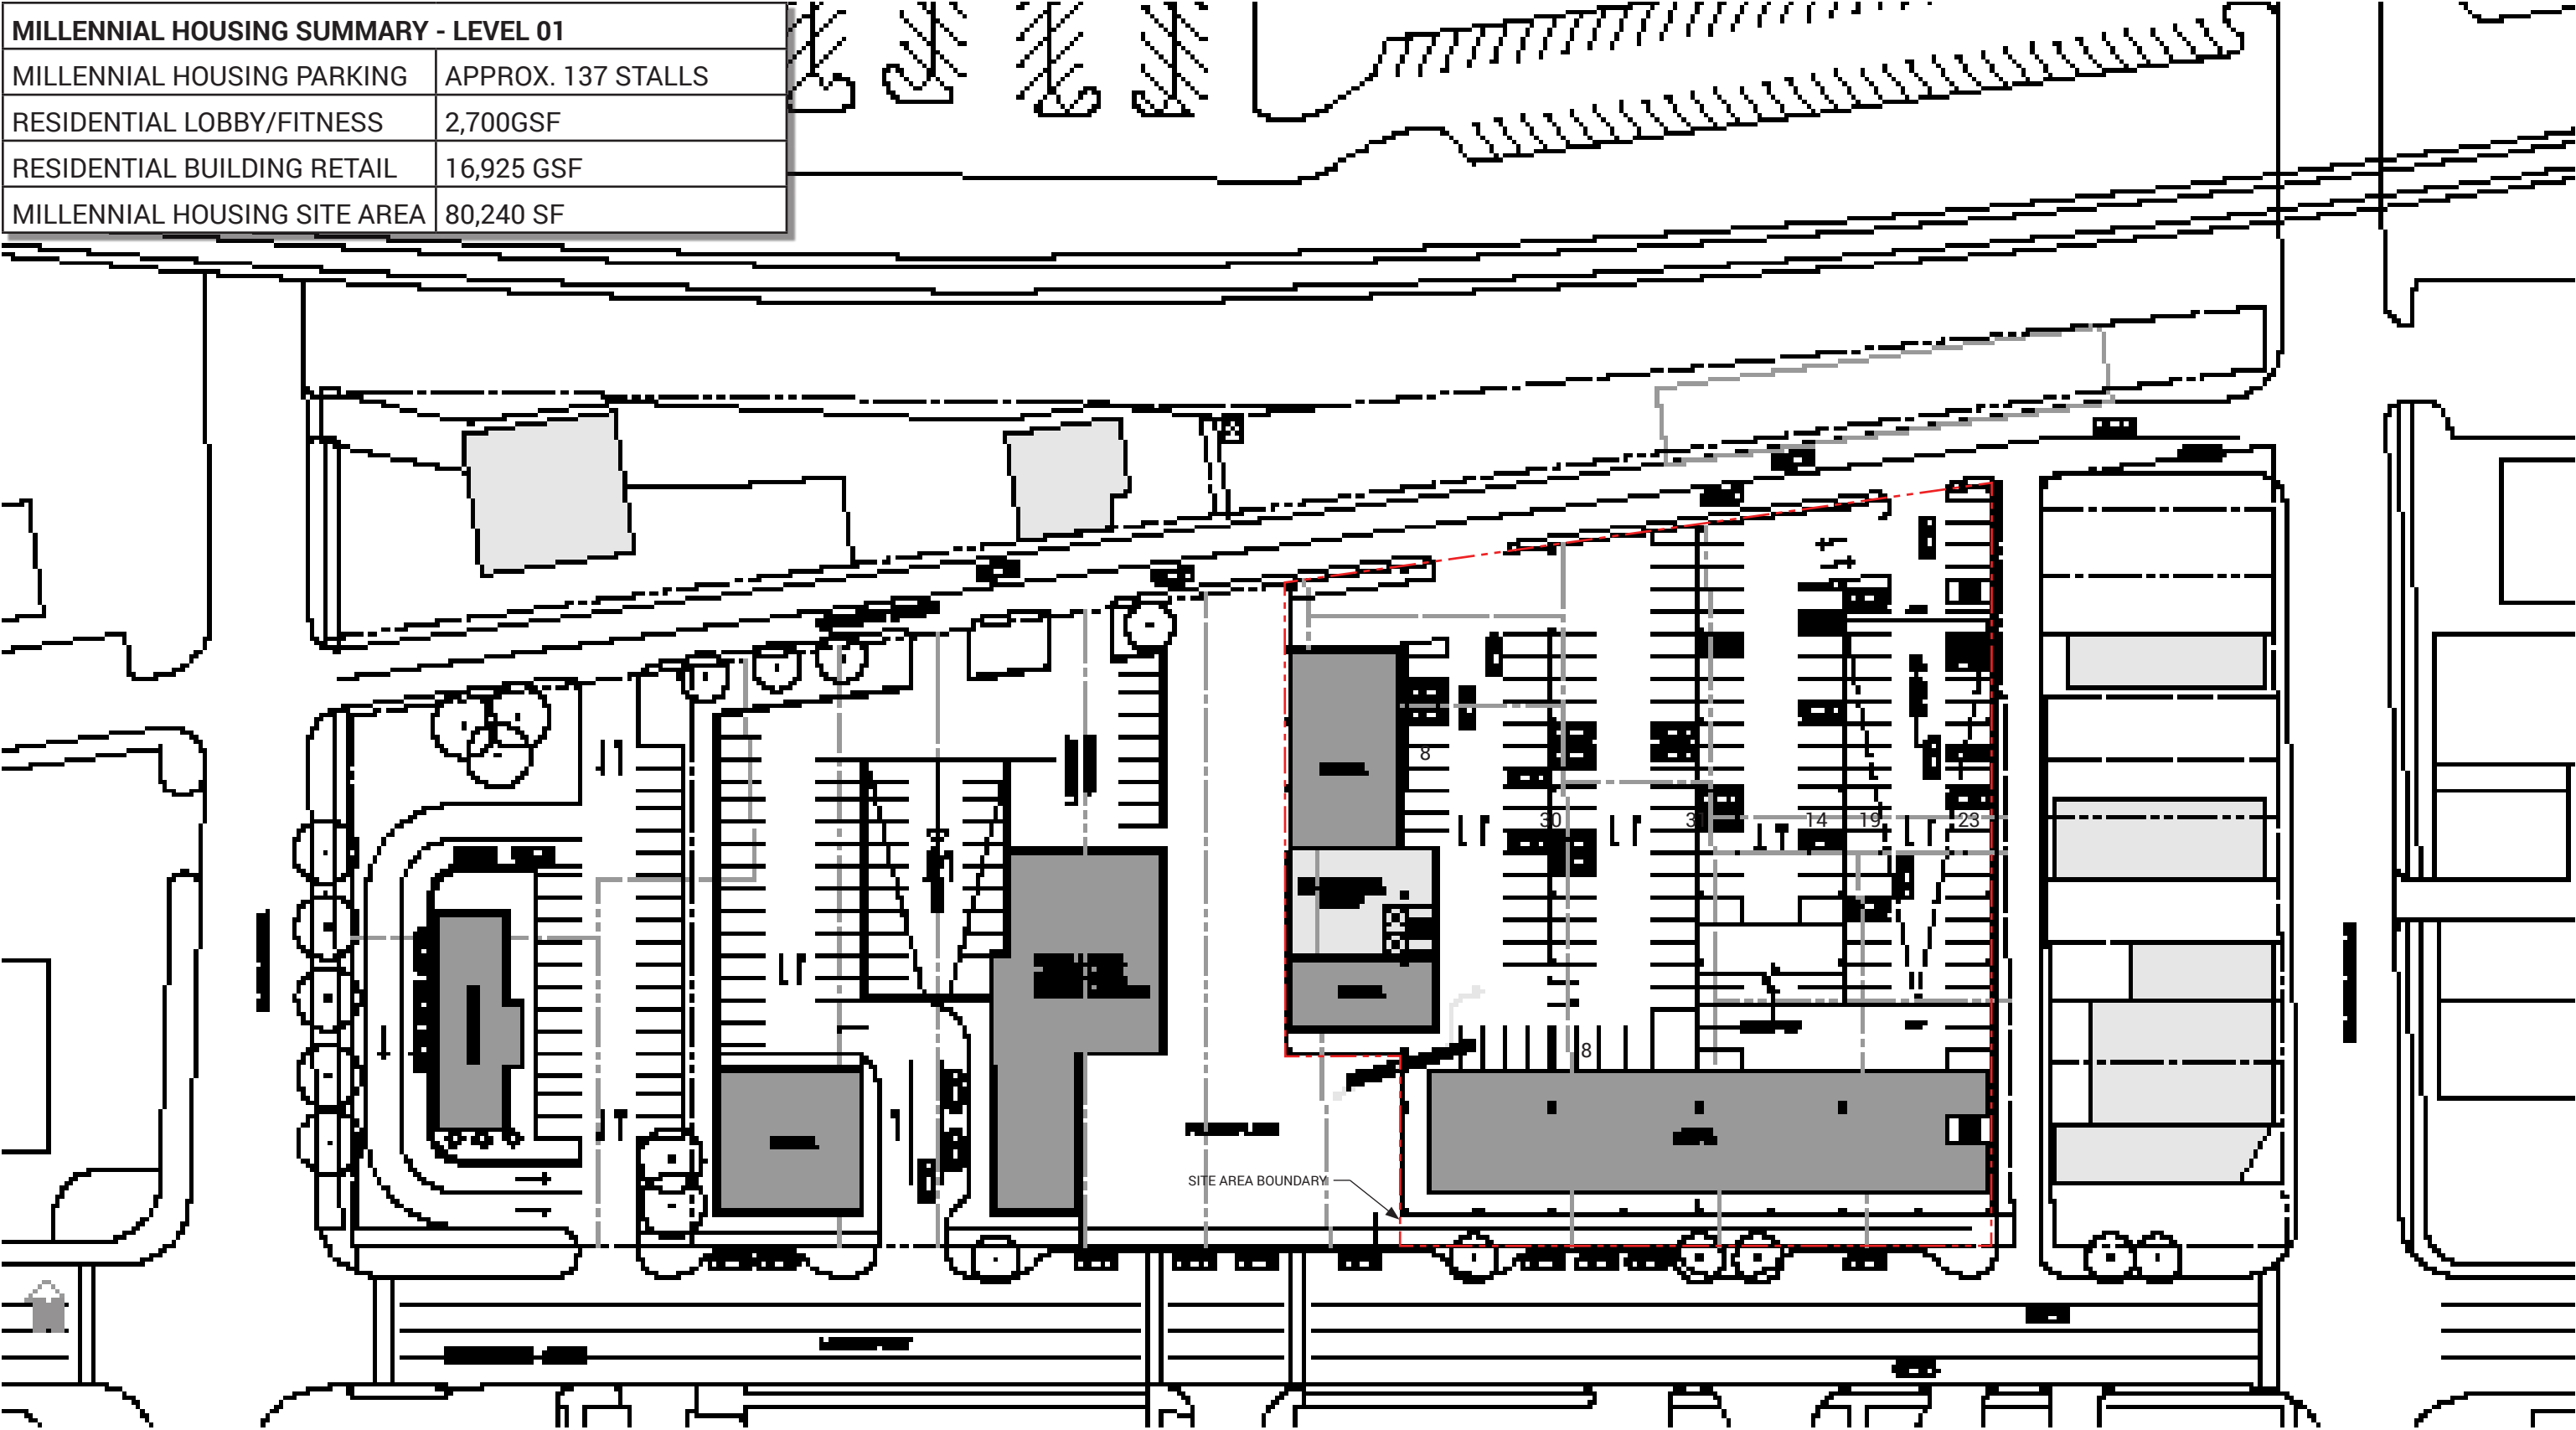 MILLENNIAL HOUSING SUMMARY - LEVEL 01
MILLENNIAL HOUSING PARKING APPROX. 137 STALLS
RESIDENTIAL LOBBY/FITNESS 2,700GSF
RESIDENTIAL BUILDING RETAIL 16,925 GSF
MILLENNIAL HOUSING SITE AREA 80,240 SF
8
30 31 14 19 23
8
SITE AREA BOUNDARY